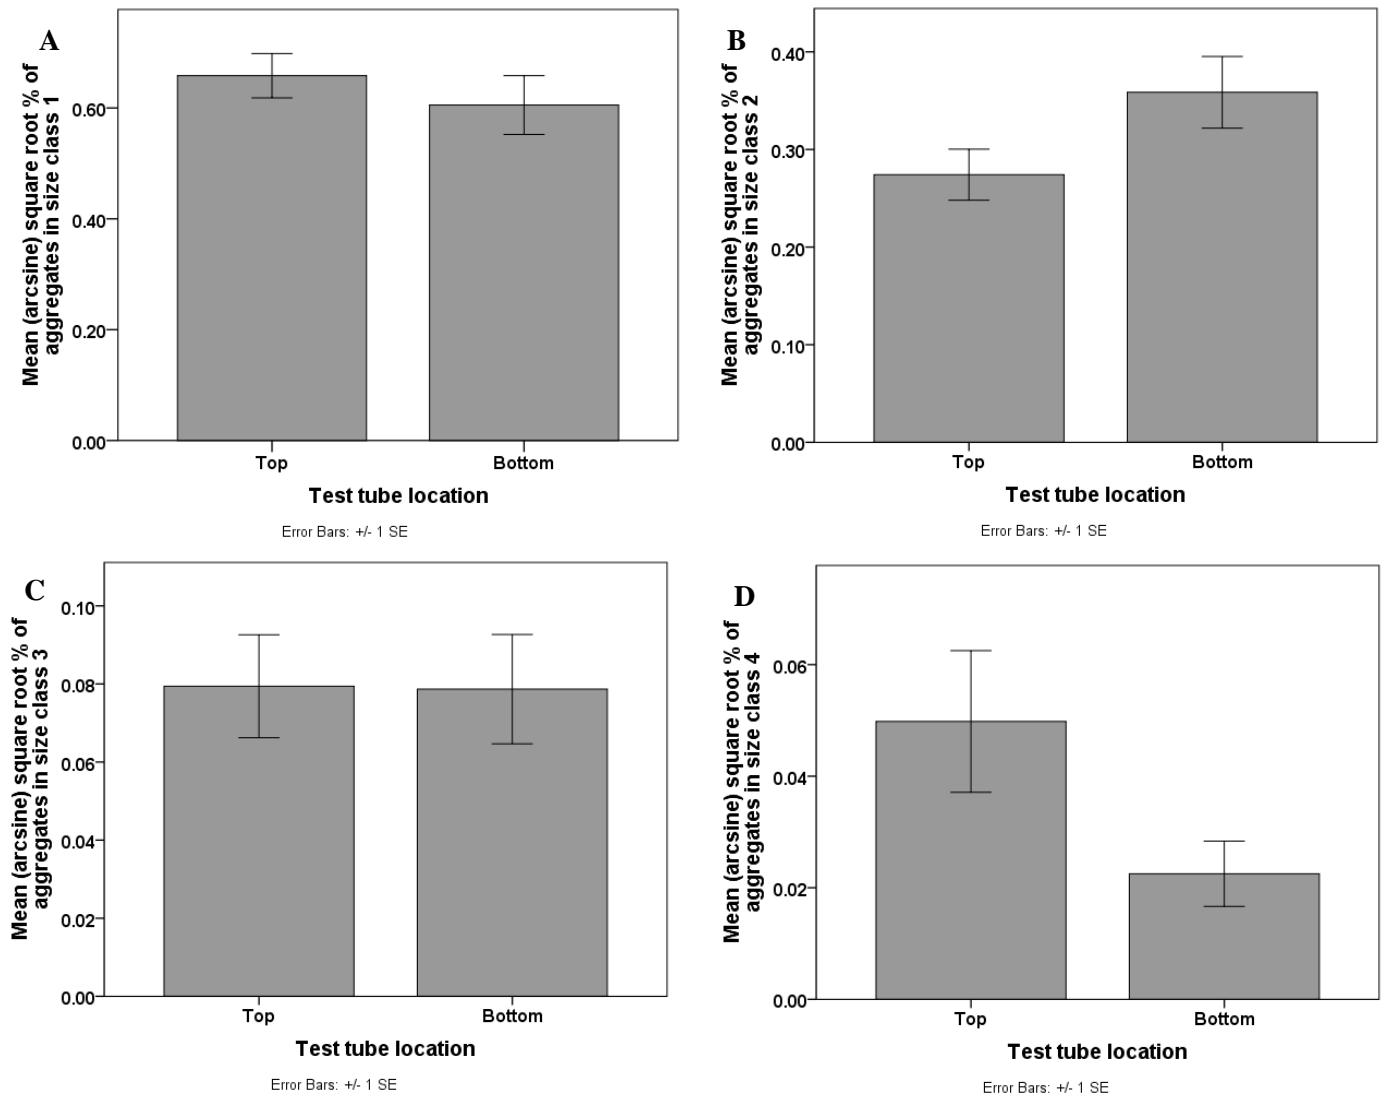 A
Mean (arcsine) square root % of
aggregates in size class 1
0.60
0.40
0.20
0.00
Top Bottom
Test tube location
Error Bars: +/- 1 SE
B
Mean (arcsine) square root % of
aggregates in size class 2
0.40
0.30
0.20
0.10
0.00
Top Bottom
Test tube location
Error Bars: +/- 1 SE
C
Mean (arcsine) square root % of
aggregates in size class 3
0.10
0.08
0.06
0.04
0.02
0.00
Top Bottom
Test tube location
Error Bars: +/- 1 SE
D
Mean (arcsine) square root % of
aggregates in size class 4
0.06
0.04
0.02
0.00
Top Bottom
Test tube location
Error Bars: +/- 1 SE